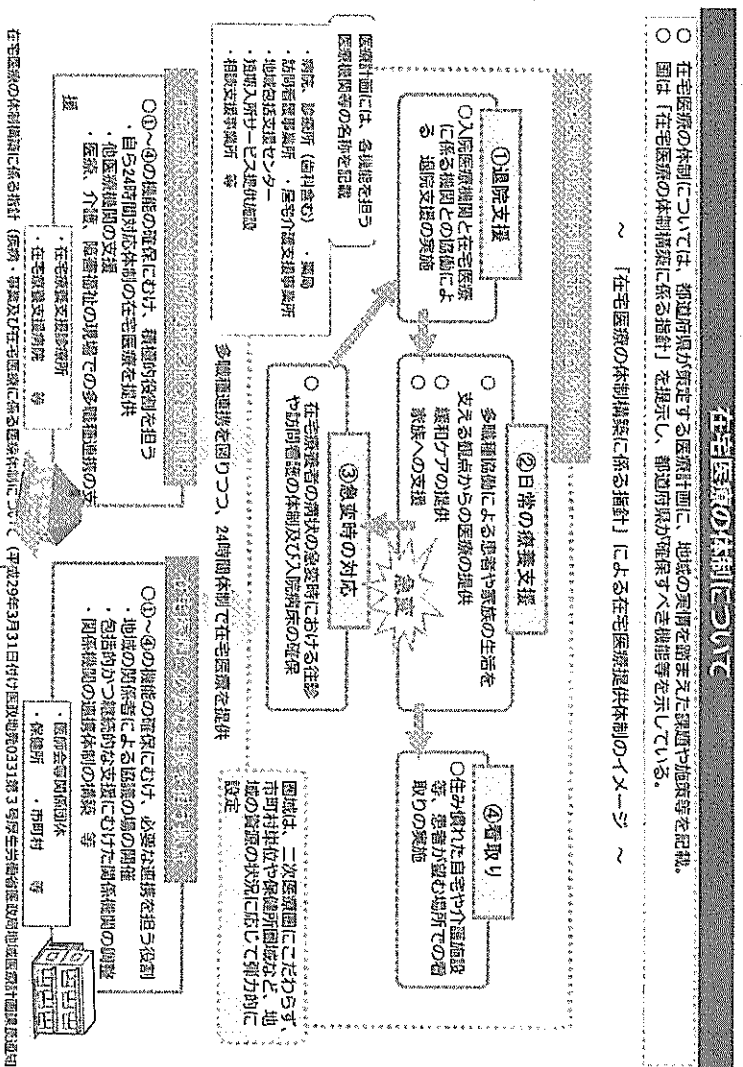 在宅医療の体制について
○ 在宅医療の体制については、都道府県が策定する医療計画に、地域の実情を踏まえた課題や施策等を記載。
○ 国は「在宅医療の体制構築に係る指針」を提示し、都道府県が確保すべき機能等を示している。
～ 「在宅医療の体制構築に係る指針」による在宅医療提供体制のイメージ ～
①退院支援
○入院医療機関と在宅医療
に係る機関との協働によ
る 退院支援の実施
②日常の療養支援
○ 多職種協働による患者や家族の生活を
支える観点からの医療の提供
○ 緩和ケアの提供
○ 家族への支援
急変
③急変時の対応
○ 在宅療養者の病状の急変時における往診
や訪問看護の体制及び入院病床の確保
④看取り
○住み慣れた自宅や介護施設
等、患者が望む場所での看
取りの実施
医療計画には、各機能を担う
医療機関等の名称を記載
・病院、診療所（歯科含む） ・薬局
・訪問看護事業所 ・居宅介護支援事業所
・地域包括支援センター
・短期入所サービス提供施設
・相談支援事業所 等
多職種連携を図りつつ、24時間体制で在宅医療を提供
圏域は、二次医療圏にこだわらず、
市町村単位や保健所圏域など、地
域の資源の状況に応じて弾力的に
設定
○①～④の機能の確保にむけ、積極的役割を担う
・自ら24時間対応体制の在宅医療を提供
・他医療機関の支援
・医療、介護、障害福祉の現場での多職種連携の支
援
・在宅療養支援診療所
・在宅療養支援病院 等
○①～④の機能の確保にむけ、必要な連携を担う役割
・地域の関係者による協議の場の開催
・包括的かつ継続的な支援にむけた関係機関の調整
・関係機関の連携体制の構築 等
・医師会等関係団体
・保健所 ・市町村 等
在宅医療の体制構築に係る指針（疾病・事業及び在宅医療に係る医療体制について（平成29年3月31日付け医政地発0331第3号厚生労働省医政局地域医療計画課長通知